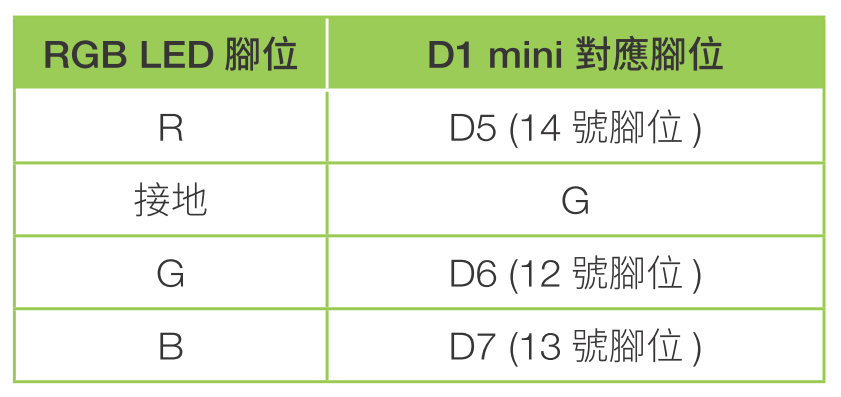 RGB LED 腳位 D1 mini 對應腳位
R D5 (14 號腳位)
接地 G
G D6 (12 號腳位)
B D7 (13 號腳位)